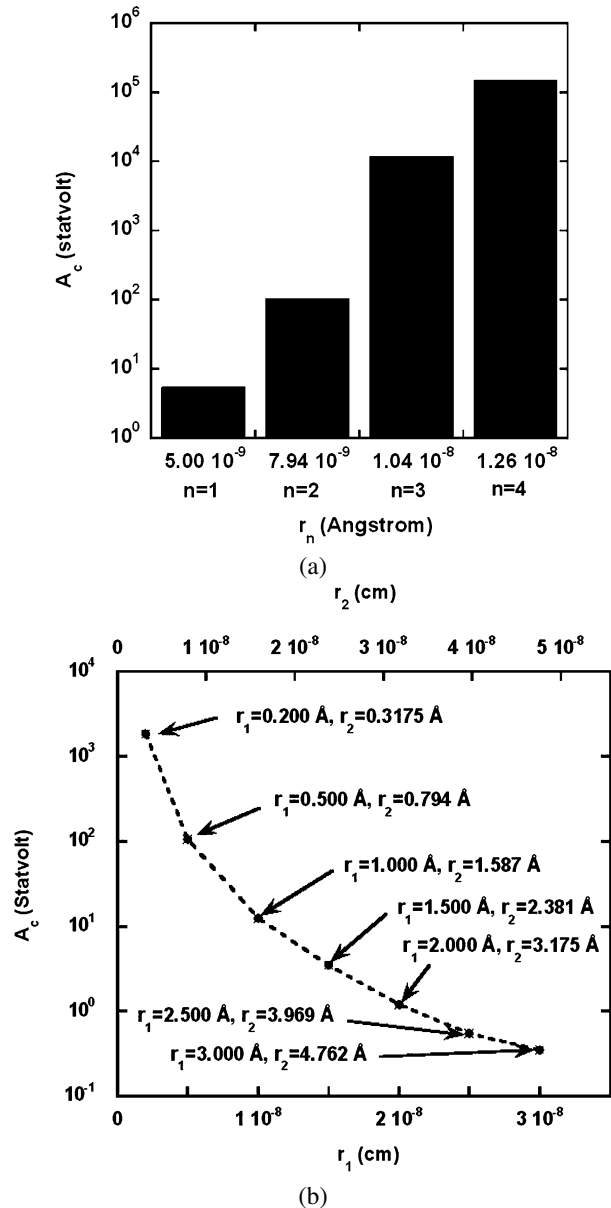 10^6
10^5
10^4
10^3
10^2
10^1
10^0
A_c (statvolt)
5.00 10^-9 7.94 10^-9 1.04 10^-8 1.26 10^-8
n=1 n=2 n=3 n=4
r_n (Angstrom)
(a)
r_2 (cm)
0 1 10^-8 2 10^-8 3 10^-8 4 10^-8 5 10^-8
10^4
10^3
10^2
10^1
10^0
10^-1
A_c (Statvolt)
r_1=0.200 Å, r_2=0.3175 Å
r_1=0.500 Å, r_2=0.794 Å
r_1=1.000 Å, r_2=1.587 Å
r_1=1.500 Å, r_2=2.381 Å
r_1=2.000 Å, r_2=3.175 Å
r_1=2.500 Å, r_2=3.969 Å
r_1=3.000 Å, r_2=4.762 Å
0 1 10^-8 2 10^-8 3 10^-8
r_1 (cm)
(b)